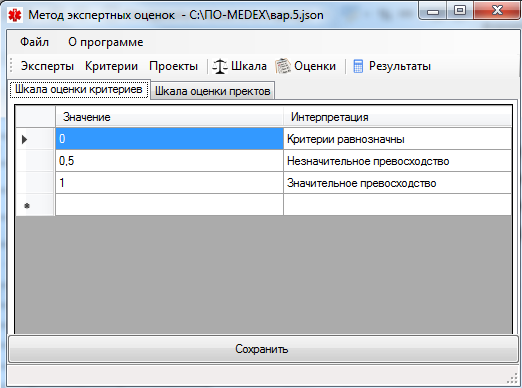 Метод экспертных оценок - C:\ПО-MEDEX\вар.5.json
Файл О программе
Эксперты Критерии Проекты Шкала Оценки Результаты
Шкала оценки критериев Шкала оценки пректов
Значение Интерпретация
0 Критерии равнозначны
0,5 Незначительное превосходство
1 Значительное превосходство
Сохранить